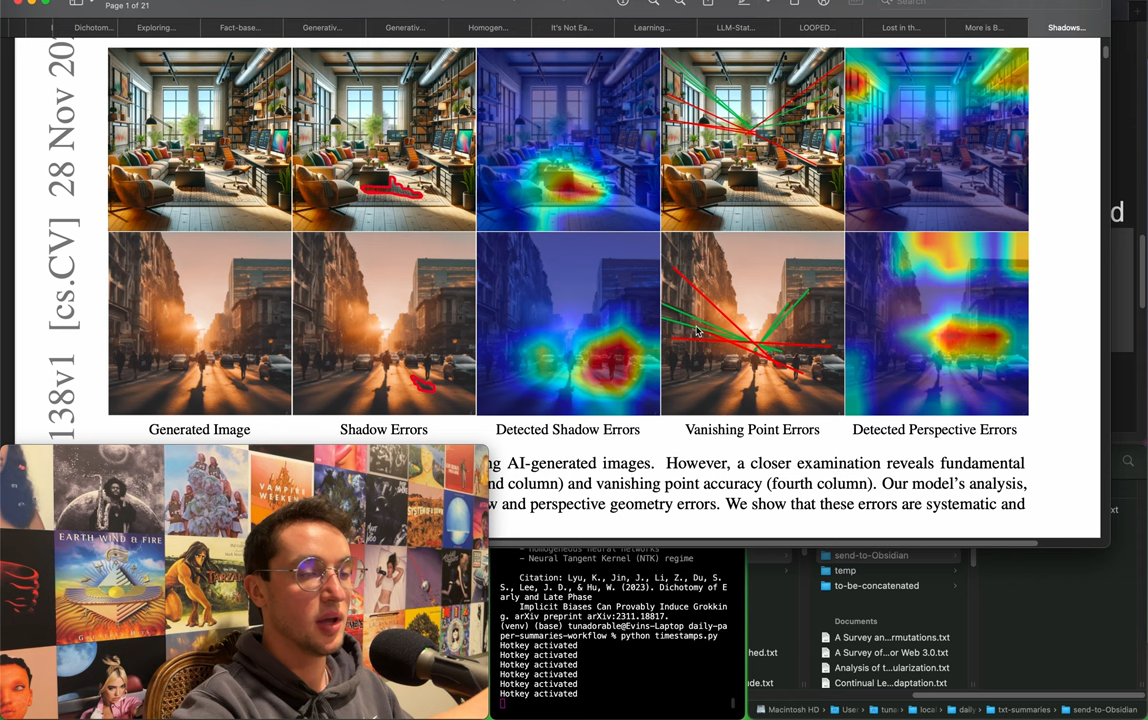 Page 1 of 21
Search
Dichotom...
Exploring...
Fact-base...
Generativ...
Generativ...
Homogen...
It's Not Ea...
Learning...
LLM-Stat...
LOOPED...
Lost in th...
More is B...
Shadows...
138v1 [cs.CV] 28 Nov 20
Generated Image
Shadow Errors
Detected Shadow Errors
Vanishing Point Errors
Detected Perspective Errors
ng AI-generated images. However, a closer examination reveals fundamental
nd column) and vanishing point accuracy (fourth column). Our model's analysis,
w and perspective geometry errors. We show that these errors are systematic and
d
xt
VAMPIRE
WEEKEND
EARTH WIND & FIRE
TARZAN
SYSTEM OF A DOWN
- Homogeneous neural networks
- Neural Tangent Kernel (NTK) regime
Citation: Lyu, K., Jin, J., Li, Z., Du, S.
S., Lee, J. D., & Hu, W. (2023). Dichotomy of E
arly and Late Phase
Implicit Biases Can Provably Induce Grokkin
g. arXiv preprint arXiv:2311.18817.
(venv) (base) tunadorable@Evins-Laptop daily-pa
per-summaries-workflow % python timestamps.py
Hotkey activated
Hotkey activated
Hotkey activated
Hotkey activated
Hotkey activated
Hotkey activated
hed.txt
de.txt
send-to-Obsidian
temp
to-be-concatenated
Documents
A Survey an...rmutations.txt
A Survey of...or Web 3.0.txt
Analysis of t...ularization.txt
Continual Le...daptation.txt
Macintosh HD
User
tuna
local
daily
txt-summaries
send-to-Obsidian